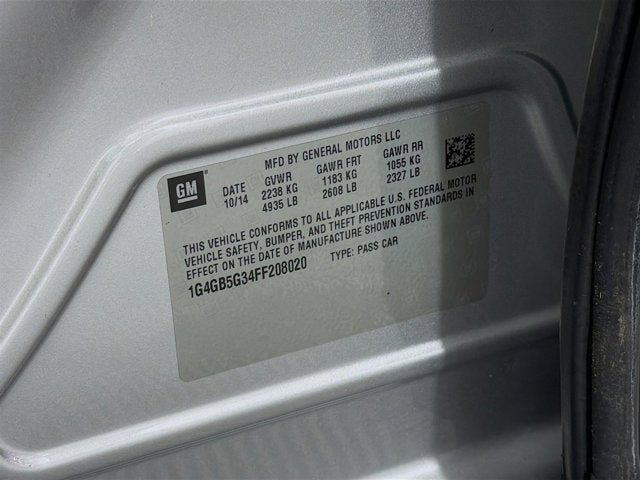 MFD BY GENERAL MOTORS LLC
GM
DATE GVWR GAWR FRT GAWR RR
10/14 2238 KG 1183 KG 1055 KG
4935 LB 2608 LB 2327 LB
THIS VEHICLE CONFORMS TO ALL APPLICABLE U.S. FEDERAL MOTOR
VEHICLE SAFETY, BUMPER, AND THEFT PREVENTION STANDARDS IN
EFFECT ON THE DATE OF MANUFACTURE SHOWN ABOVE.
1G4GB5G34FF208020 TYPE: PASS CAR